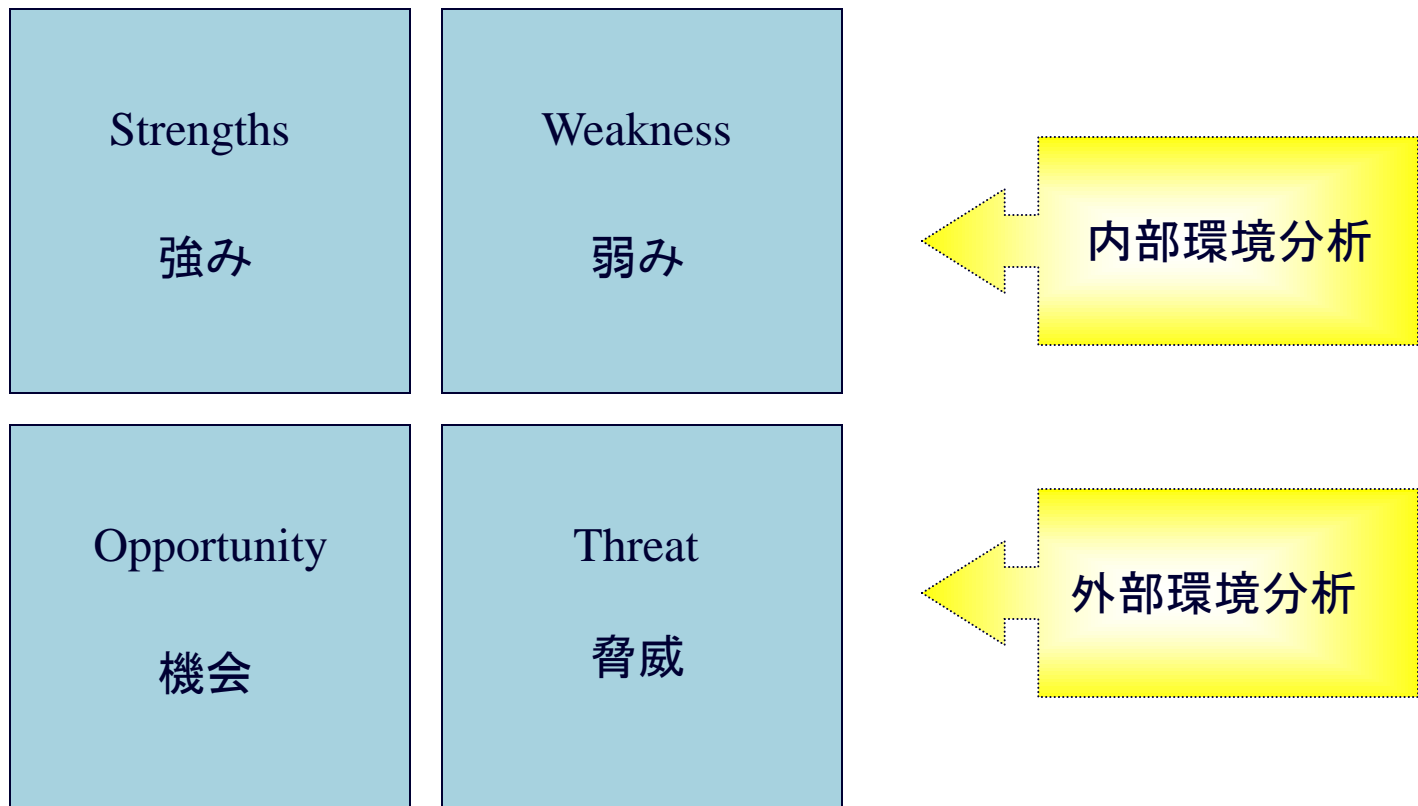 Strengths
強み
Weakness
弱み
内部環境分析
Opportunity
機会
Threat
脅威
外部環境分析